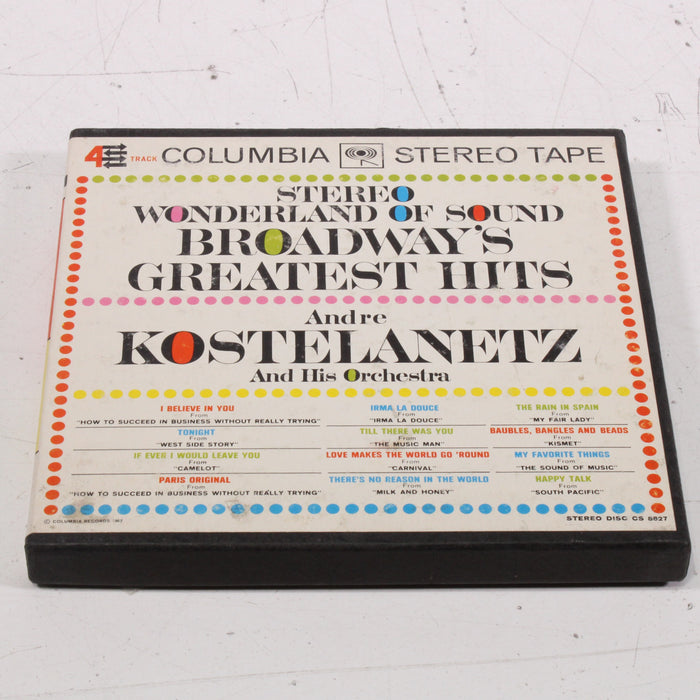 4 TRACK COLUMBIA STEREO TAPE
STEREO
WONDERLAND OF SOUND
BROADWAY'S
GREATEST HITS
Andre
KOSTELANETZ
And His Orchestra
I BELIEVE IN YOU
From
"HOW TO SUCCEED IN BUSINESS WITHOUT REALLY TRYING"
TONIGHT
From
"WEST SIDE STORY"
IF EVER I WOULD LEAVE YOU
From
"CAMELOT"
PARIS ORIGINAL
From
"HOW TO SUCCEED IN BUSINESS WITHOUT REALLY TRYING"
IRMA LA DOUCE
From
"IRMA LA DOUCE"
TILL THERE WAS YOU
From
"THE MUSIC MAN"
LOVE MAKES THE WORLD GO 'ROUND
From
"CARNIVAL"
THERE'S NO REASON IN THE WORLD
From
"MILK AND HONEY"
THE RAIN IN SPAIN
From
"MY FAIR LADY"
BAUBLES, BANGLES AND BEADS
From
"KISMET"
MY FAVORITE THINGS
From
"THE SOUND OF MUSIC"
HAPPY TALK
From
"SOUTH PACIFIC"
© COLUMBIA RECORDS
STEREO DISC CS 8627